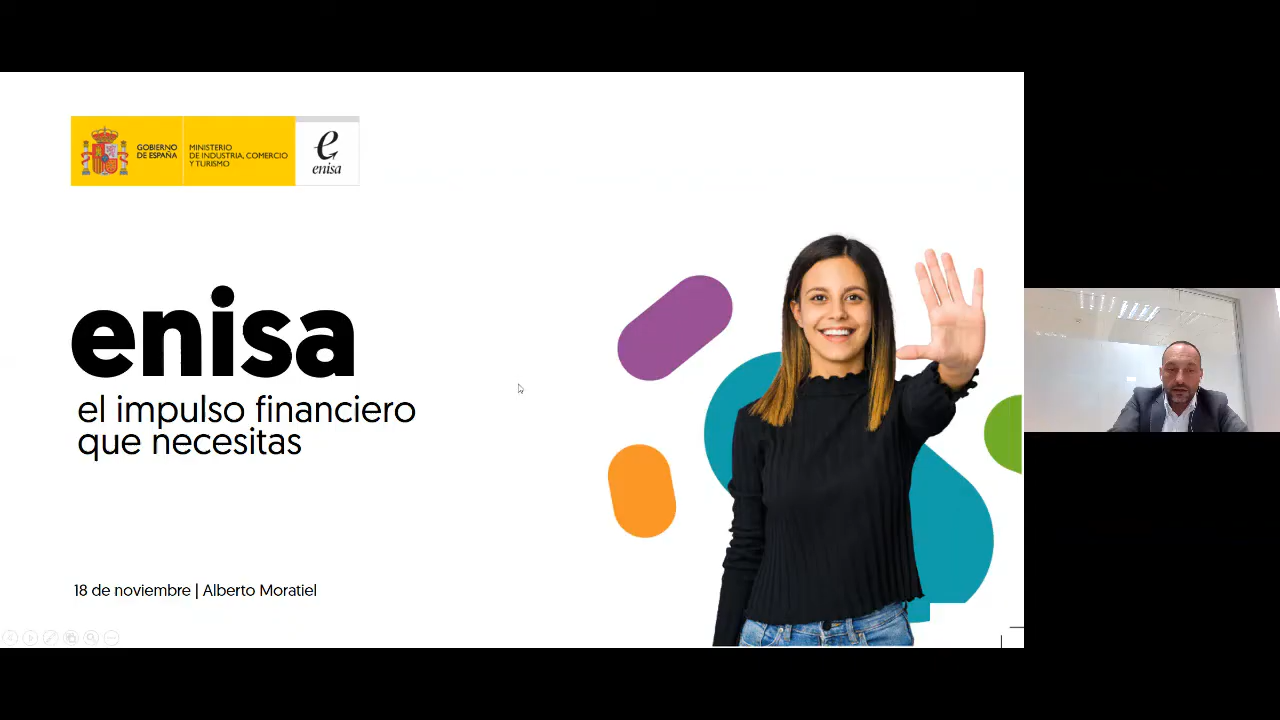 GOBIERNO
DE ESPAÑA
MINISTERIO
DE INDUSTRIA, COMERCIO
Y TURISMO
e
enisa
enisa
el impulso financiero
que necesitas
18 de noviembre | Alberto Moratiel